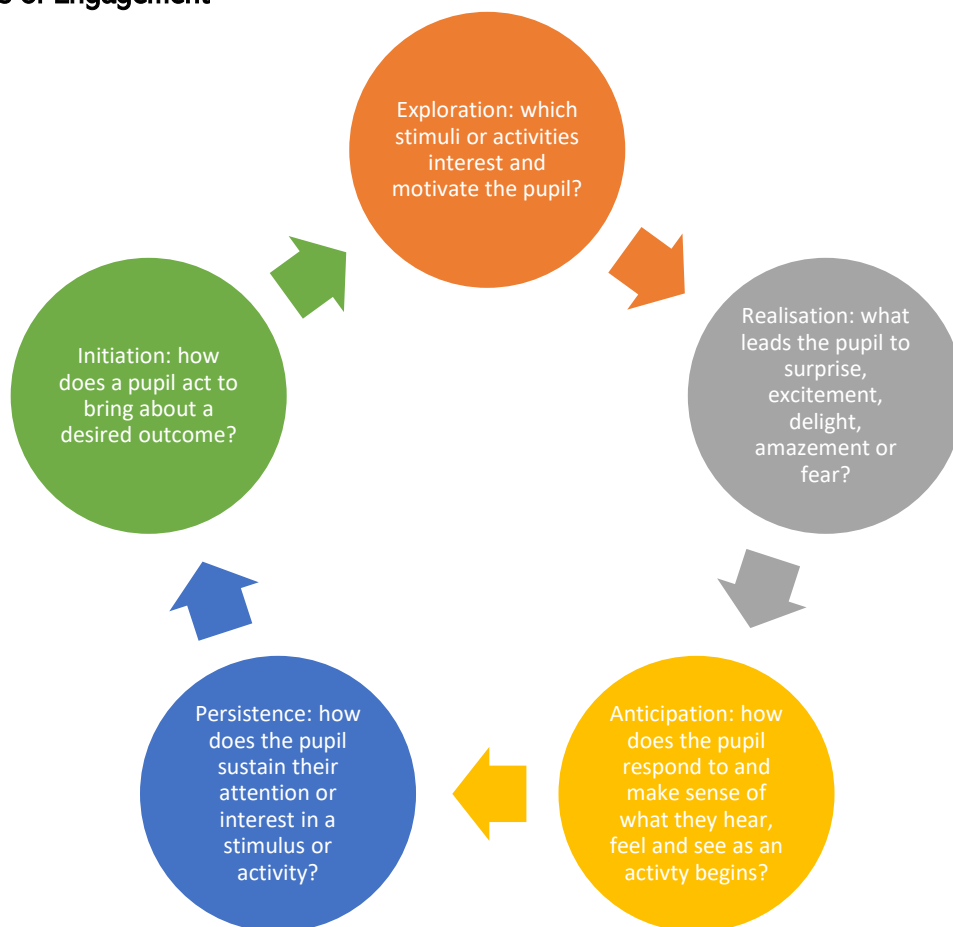 of Engagement
Exploration: which
stimuli or activities
interest and
motivate the pupil?
Realisation: what
leads the pupil to
surprise,
excitement,
delight,
amazement or
fear?
Anticipation: how
does the pupil
respond to and
make sense of
what they hear,
feel and see as an
activty begins?
Persistence: how
does the pupil
sustain their
attention or
interest in a
stimulus or
activity?
Initiation: how
does a pupil act to
bring about a
desired outcome?